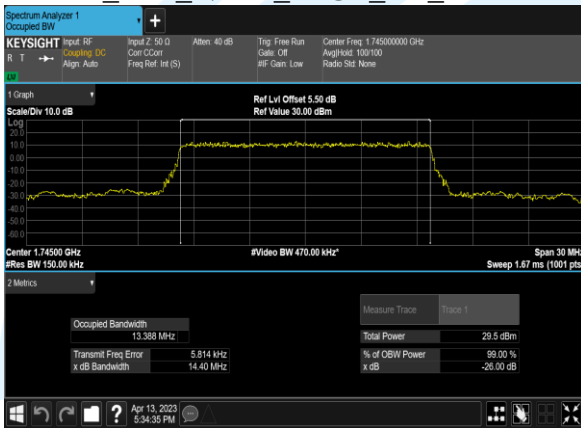 Spectrum Analyzer 1
Occupied BW
+
KEYSIGHT Input: RF Input Z: 50 Ω Atten: 40 dB Trig: Free Run Center Freq: 1.745000000 GHz
R T Coupling: DC Corr CCorr Gate: Off Avg|Hold: 100/100
Align: Auto Freq Ref: Int (S) #IF Gain: Low Radio Std: None
1 Graph
Scale/Div 10.0 dB Ref Lvl Offset 5.50 dB
Ref Value 30.00 dBm
Log
20.0
10.0
0.00
-10.0
-20.0
-30.0
-40.0
-50.0
-60.0
Center 1.74500 GHz #Video BW 470.00 kHz* Span 30 MHz
#Res BW 150.00 kHz Sweep 1.67 ms (1001 pts
2 Metrics
Measure Trace Trace 1
Occupied Bandwidth
13.388 MHz Total Power 29.5 dBm
Transmit Freq Error 5.814 kHz % of OBW Power 99.00 %
x dB Bandwidth 14.40 MHz x dB -26.00 dB
? Apr 13, 2023
5:34:35 PM